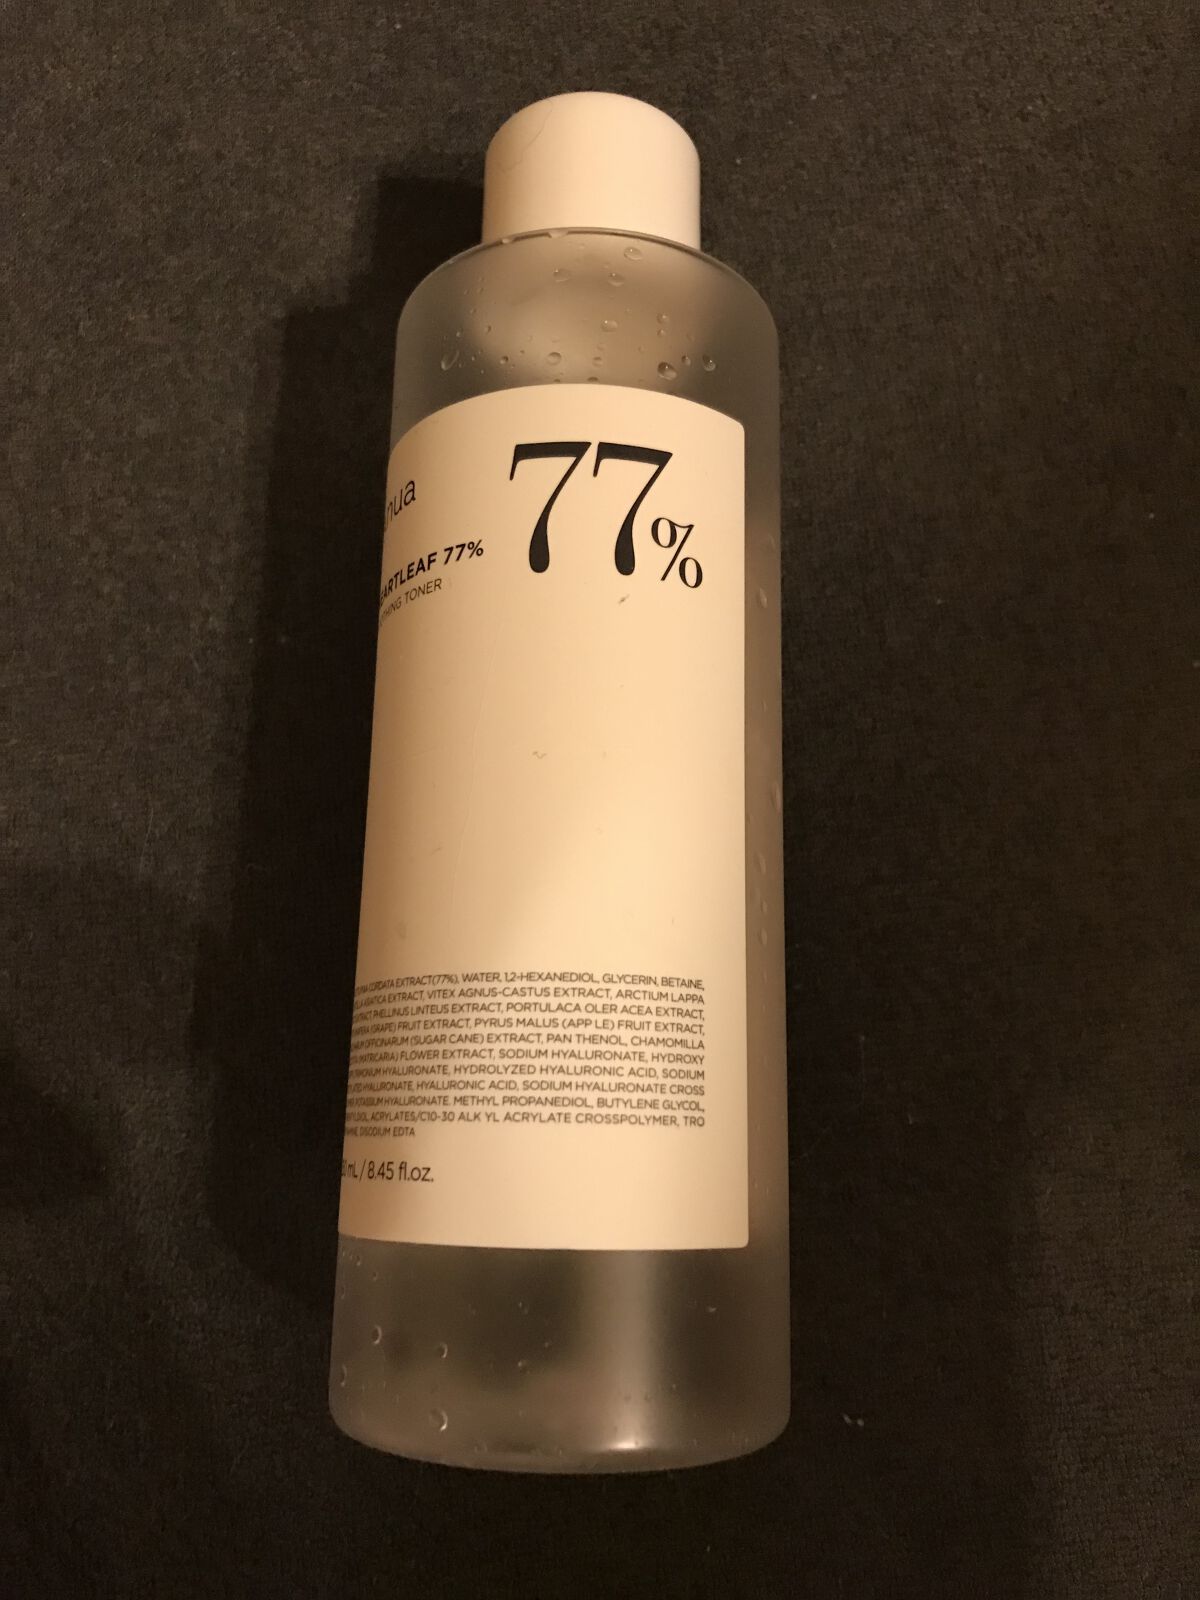 77%
nua
EARTLEAF 77%
THING TONER
CORDATA EXTRACT(77%), WATER, 1,2-HEXANEDIOL, GLYCERIN, BETAINE,
ASIATICA EXTRACT, VITEX AGNUS-CASTUS EXTRACT, ARCTIUM LAPPA
EXTRACT, PHELLINUS LINTEUS EXTRACT, PORTULACA OLER ACEA EXTRACT,
(GRAPE) FRUIT EXTRACT, PYRUS MALUS (APP LE) FRUIT EXTRACT,
OFFICINARUM (SUGAR CANE) EXTRACT, PAN THENOL, CHAMOMILLA
(MATRICARIA) FLOWER EXTRACT, SODIUM HYALURONATE, HYDROXY
HYALURONATE, HYDROLYZED HYALURONIC ACID, SODIUM
HYALURONATE, HYALURONIC ACID, SODIUM HYALURONATE CROSS
POTASSIUM HYALURONATE. METHYL PROPANEDIOL, BUTYLENE GLYCOL,
ACRYLATES/C10-30 ALK YL ACRYLATE CROSSPOLYMER, TRO
DISODIUM EDTA
mL / 8.45 fl.oz.